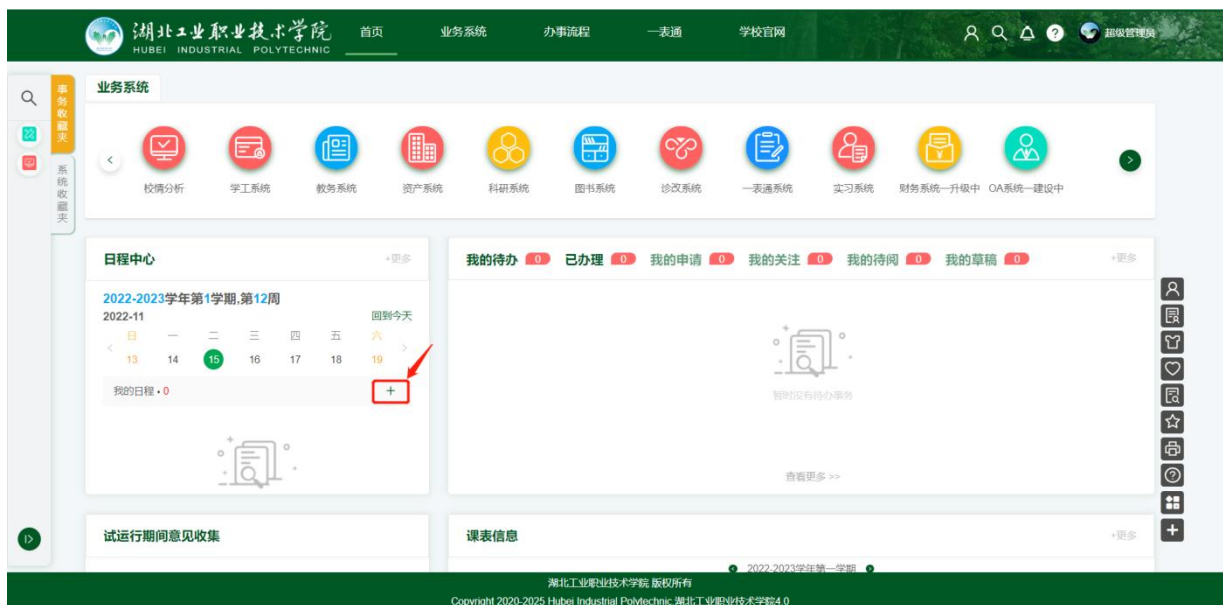 湖北工业职业技术学院
HUBEI INDUSTRIAL POLYTECHNIC
首页 业务系统 办事流程 一表通 学校官网 超级管理员
事务收藏夹
系统收藏夹
业务系统
校情分析 学工系统 教务系统 资产系统 科研系统 图书系统 诊改系统 一表通系统 实习系统 财务系统—升级中 OA系统—建设中
日程中心 +更多
2022-2023学年第1学期,第12周
2022-11 回到今天
日 一 二 三 四 五 六
13 14 15 16 17 18 19
我的日程 • 0 +
我的待办 0 已办理 0 我的申请 0 我的关注 0 我的待阅 0 我的草稿 0 +更多
暂时没有待办事务
查看更多 >>
试运行期间意见收集
课表信息 +更多
2022-2023学年第一学期
湖北工业职业技术学院 版权所有
Copyright 2020-2025 Hubei Industrial Polytechnic 湖北工业职业技术学院4.0